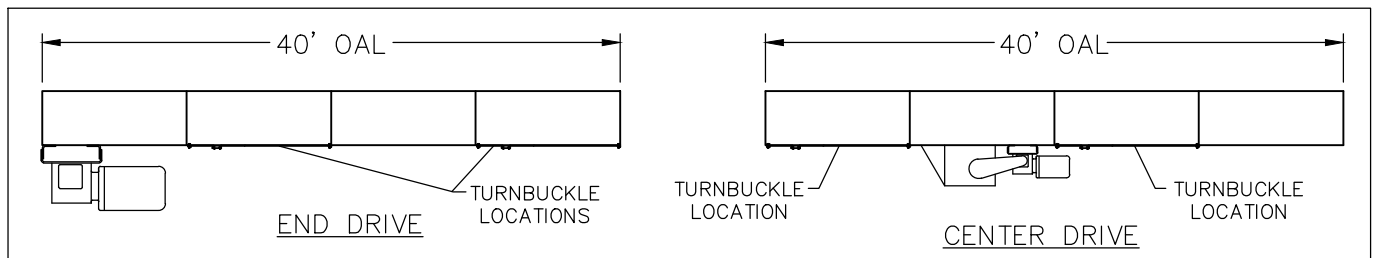 40' OAL
TURNBUCKLE
LOCATIONS
END DRIVE
40' OAL
TURNBUCKLE
LOCATION
TURNBUCKLE
LOCATION
CENTER DRIVE